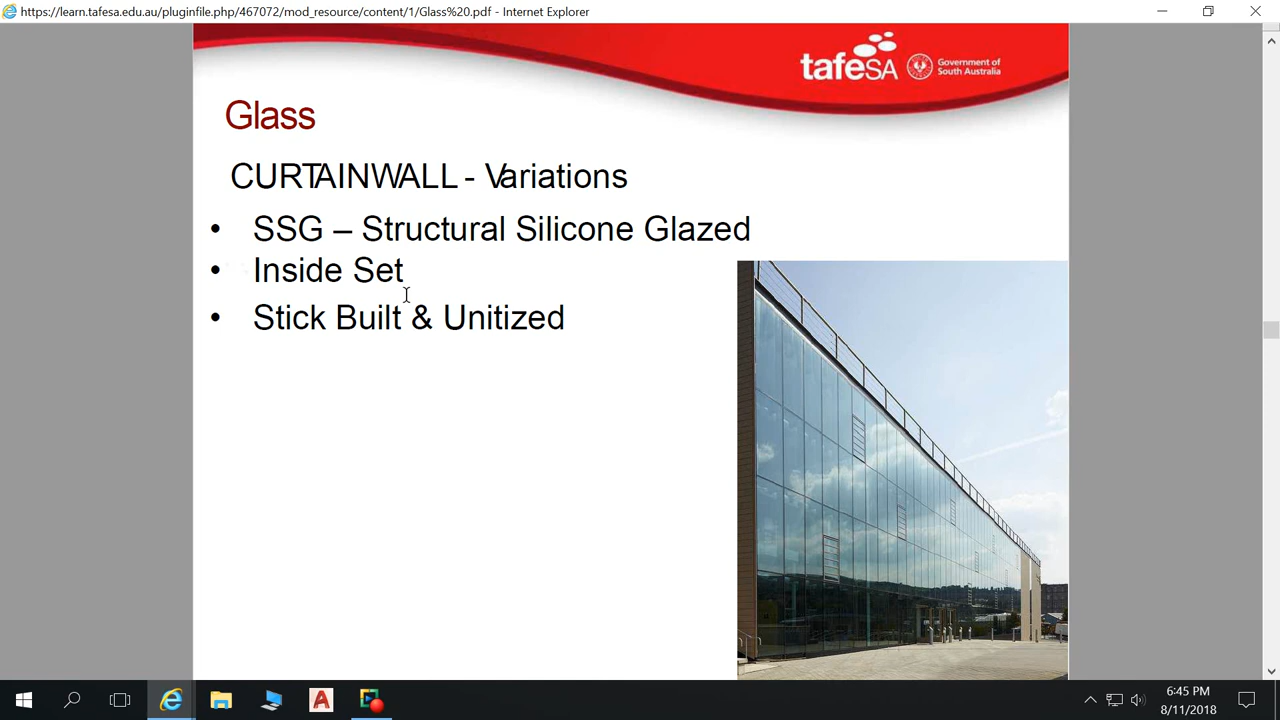 https://learn.tafesa.edu.au/pluginfile.php/467072/mod_resource/content/1/Glass%20.pdf - Internet Explorer
tafeSA
Government of
South Australia
Glass
CURTAINWALL - Variations
• SSG – Structural Silicone Glazed
• Inside Set
• Stick Built & Unitized
6:45 PM
8/11/2018